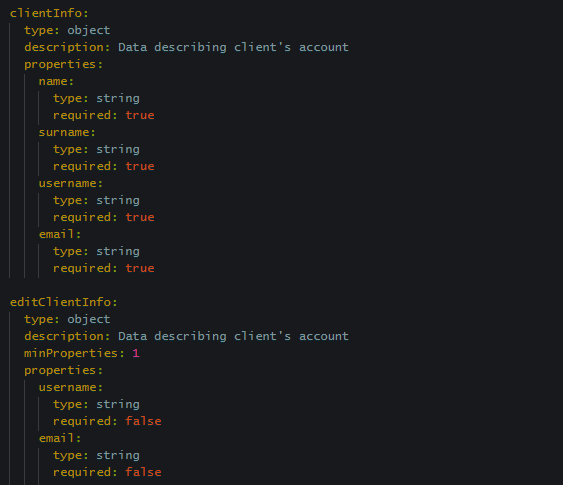 clientInfo:
  type: object
  description: Data describing client's account
  properties:
    name:
      type: string
      required: true
    surname:
      type: string
      required: true
    username:
      type: string
      required: true
    email:
      type: string
      required: true

editClientInfo:
  type: object
  description: Data describing client's account
  minProperties: 1
  properties:
    username:
      type: string
      required: false
    email:
      type: string
      required: false